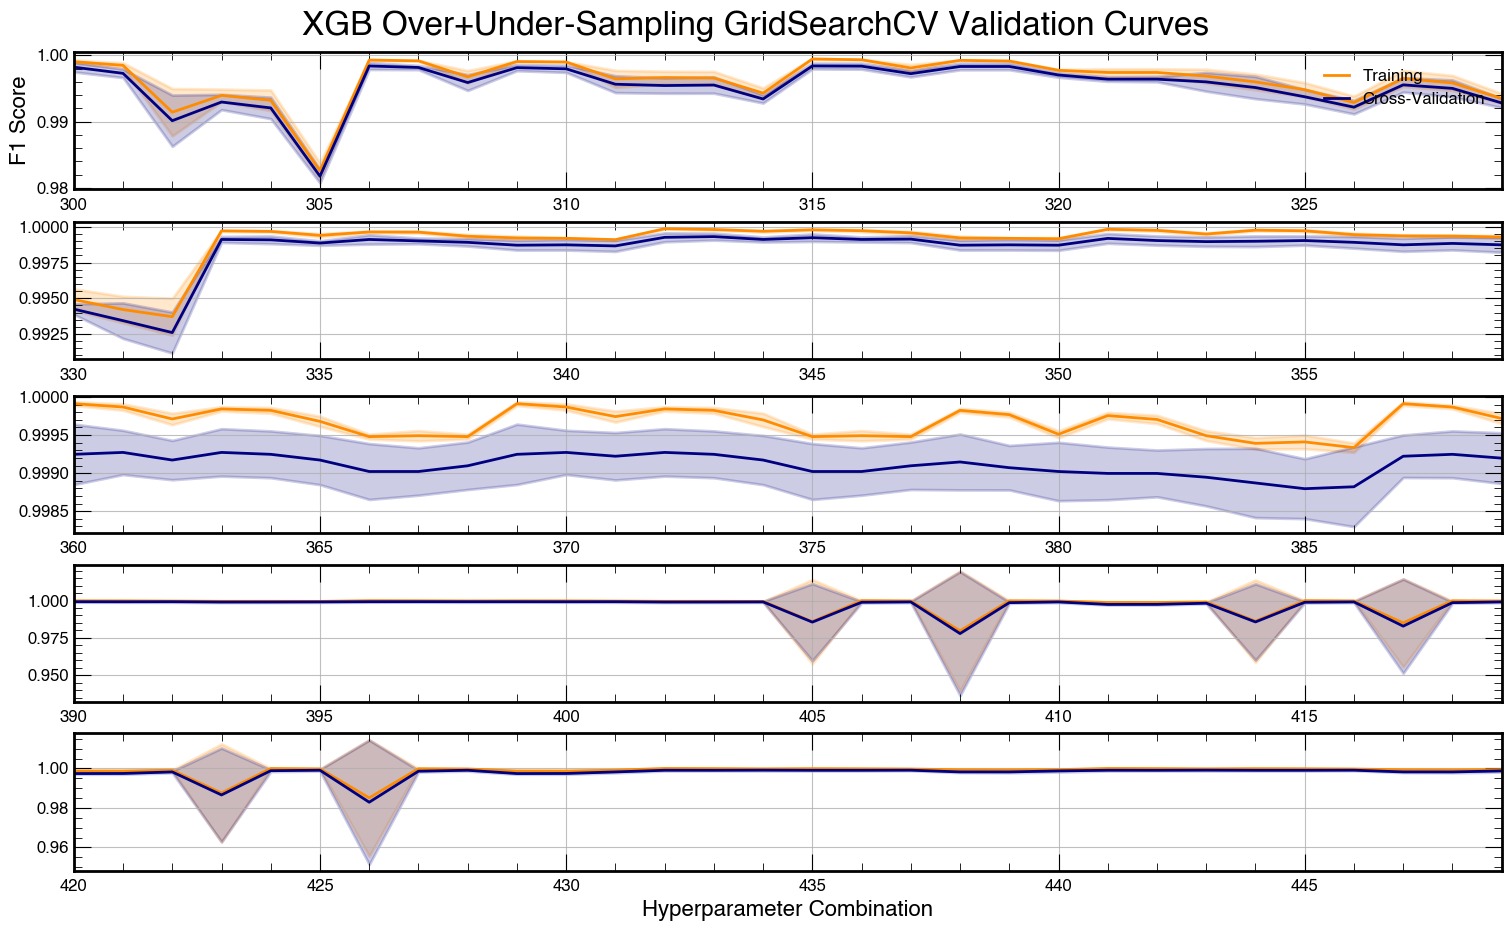 XGB Over+Under-Sampling GridSearchCV Validation Curves
F1 Score
1.00
0.99
0.98
Training
Cross-Validation
300 305 310 315 320 325
1.0000
0.9975
0.9950
0.9925
330 335 340 345 350 355
1.0000
0.9995
0.9990
0.9985
360 365 370 375 380 385
1.000
0.975
0.950
390 395 400 405 410 415
1.00
0.98
0.96
420 425 430 435 440 445
Hyperparameter Combination